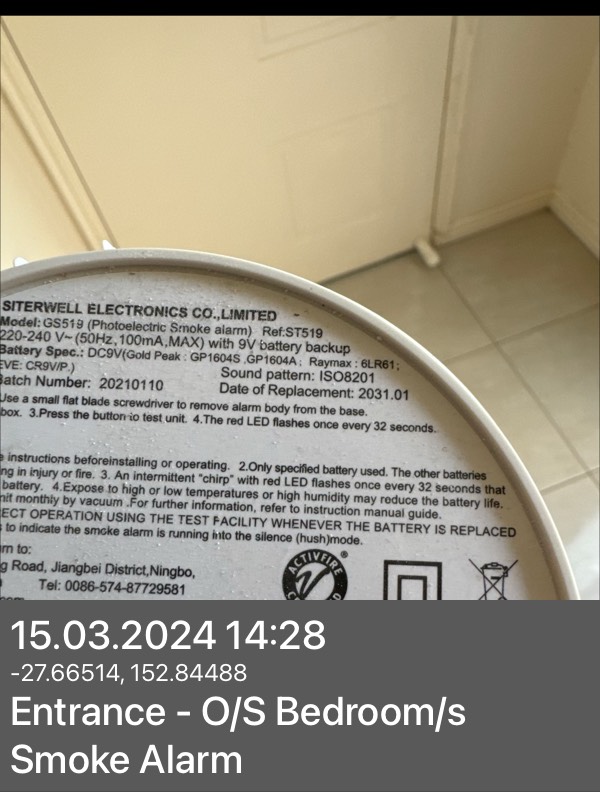 SITERWELL ELECTRONICS CO.,LIMITED
Model: GS519 (Photoelectric Smoke alarm) Ref:ST519
220-240 V~(50Hz,100mA,MAX) with 9V battery backup
Battery Spec.: DC9V(Gold Peak : GP1604S ,GP1604A ; Raymax : 6LR61;
EVE: CR9V/P.)
Sound pattern: ISO8201
Batch Number: 20210110
Date of Replacement: 2031.01
Use a small flat blade screwdriver to remove alarm body from the base.
box. 3.Press the button to test unit. 4.The red LED flashes once every 32 seconds.
instructions beforeinstalling or operating. 2.Only specified battery used. The other batteries
ng in injury or fire. 3. An intermittent "chirp" with red LED flashes once every 32 seconds that
battery. 4.Expose to high or low temperatures or high humidity may reduce the battery life.
nit monthly by vacuum .For further information, refer to instruction manual guide.
ECT OPERATION USING THE TEST FACILITY WHENEVER THE BATTERY IS REPLACED
to indicate the smoke alarm is running into the silence (hush)mode.
rn to:
g Road, Jiangbei District,Ningbo,
Tel: 0086-574-87729581
ACTIVFIRE ®
15.03.2024 14:28
-27.66514, 152.84488
Entrance - O/S Bedroom/s
Smoke Alarm